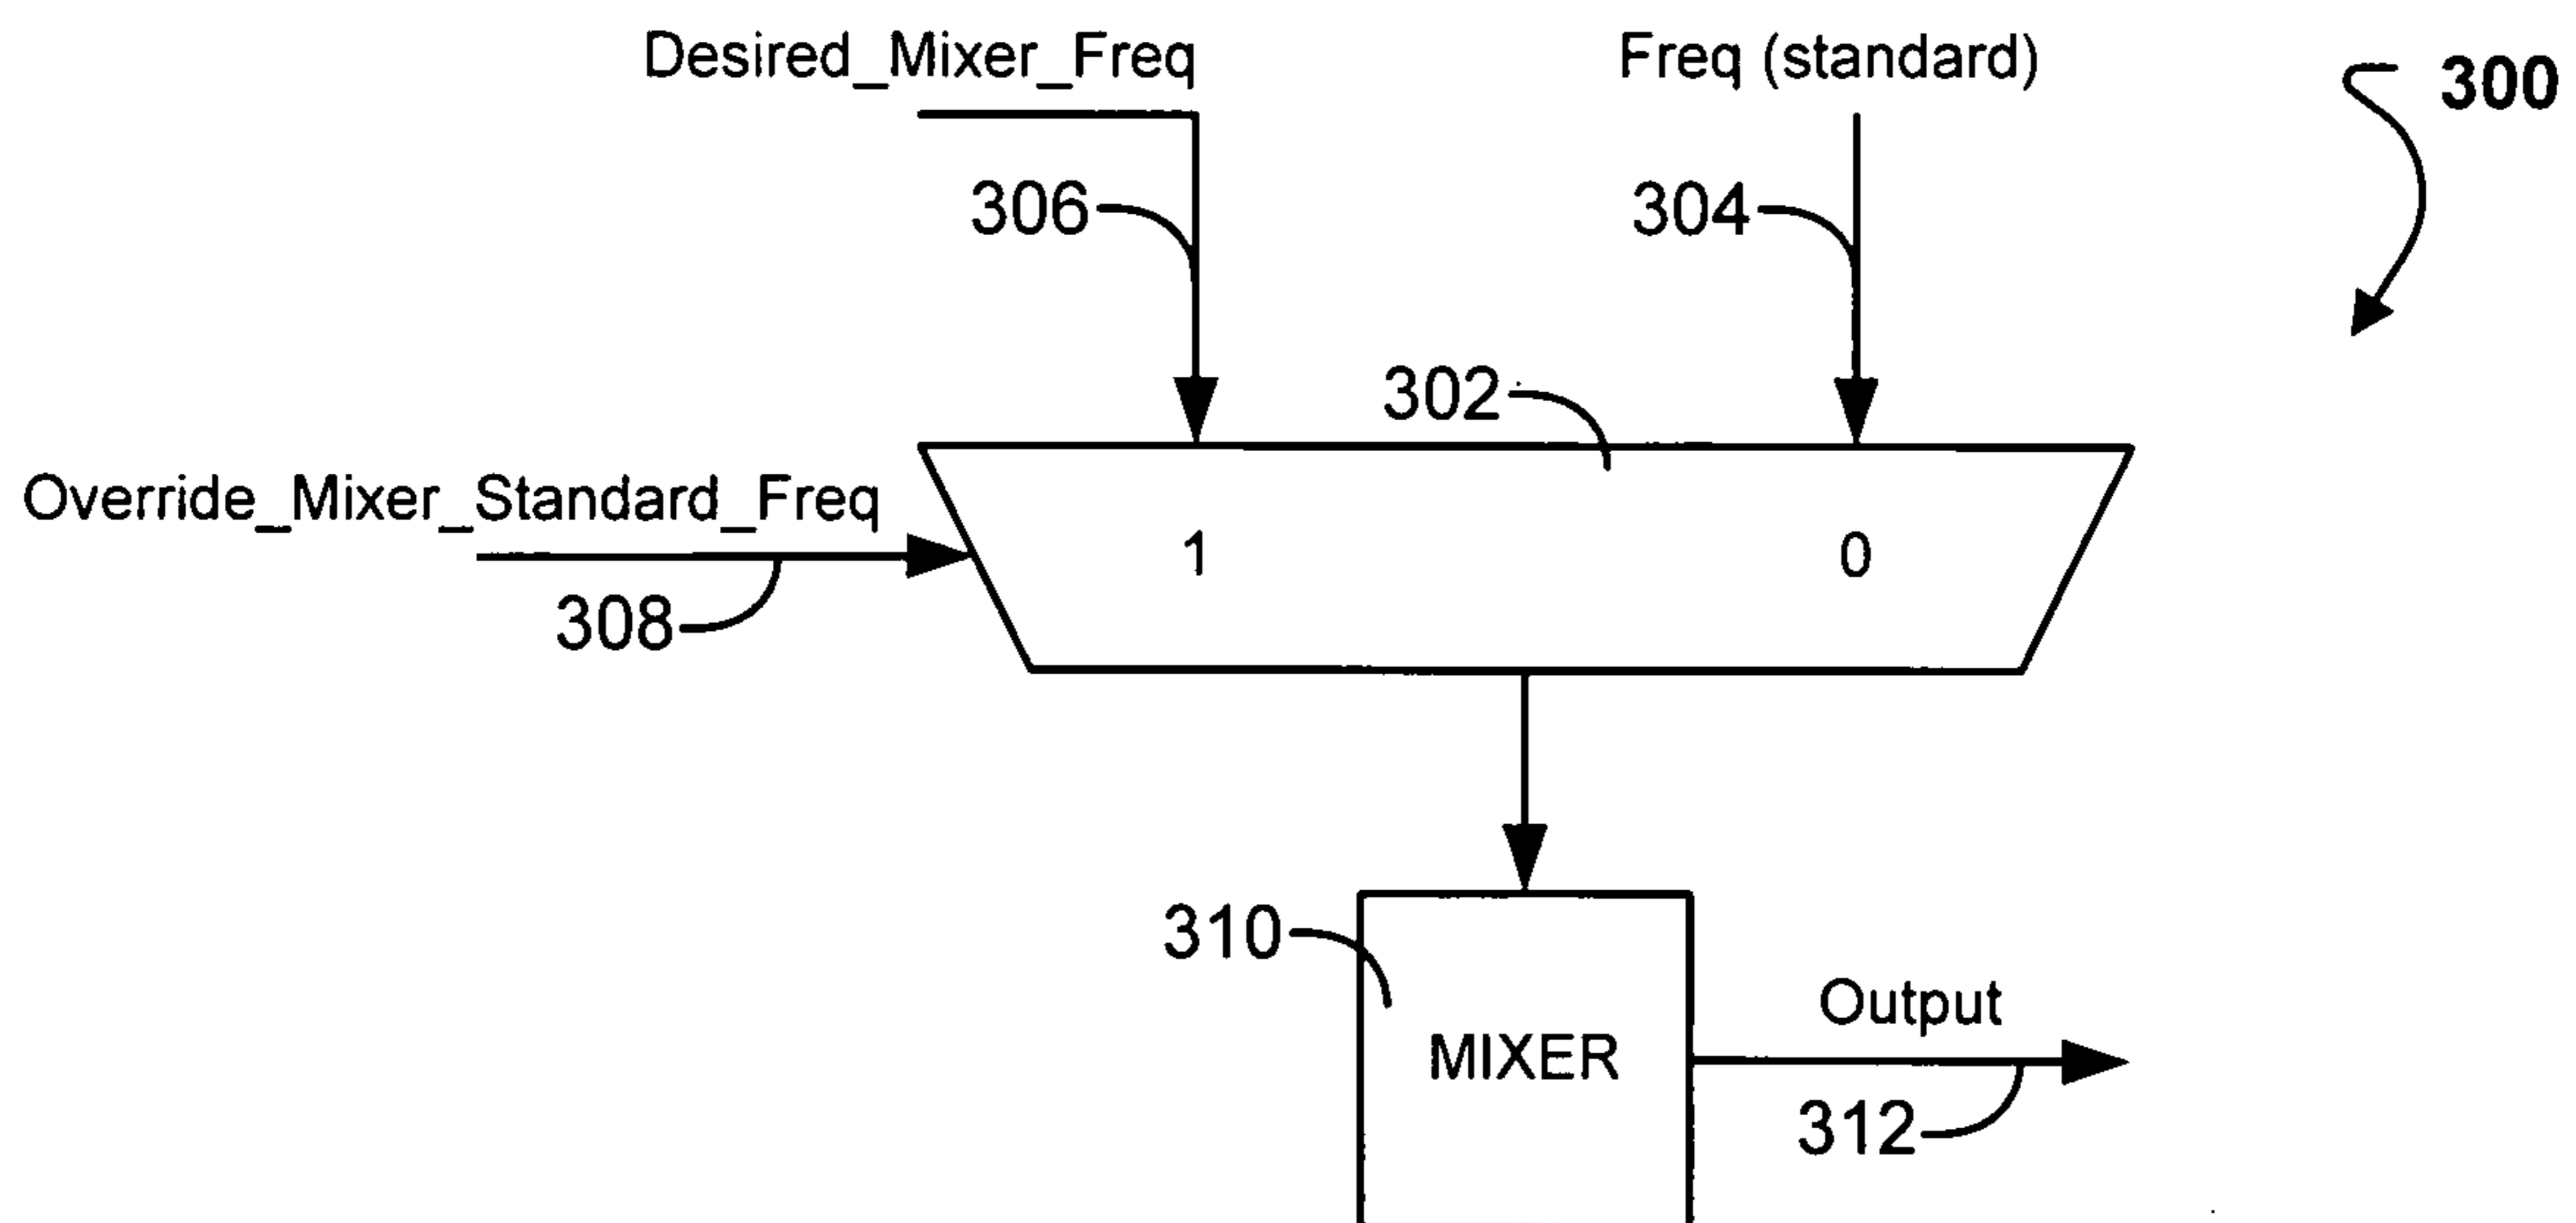 Desired_Mixer_Freq
Freq (standard)
300
306
304
302
Override_Mixer_Standard_Freq
1
0
308
310
Output
MIXER
312